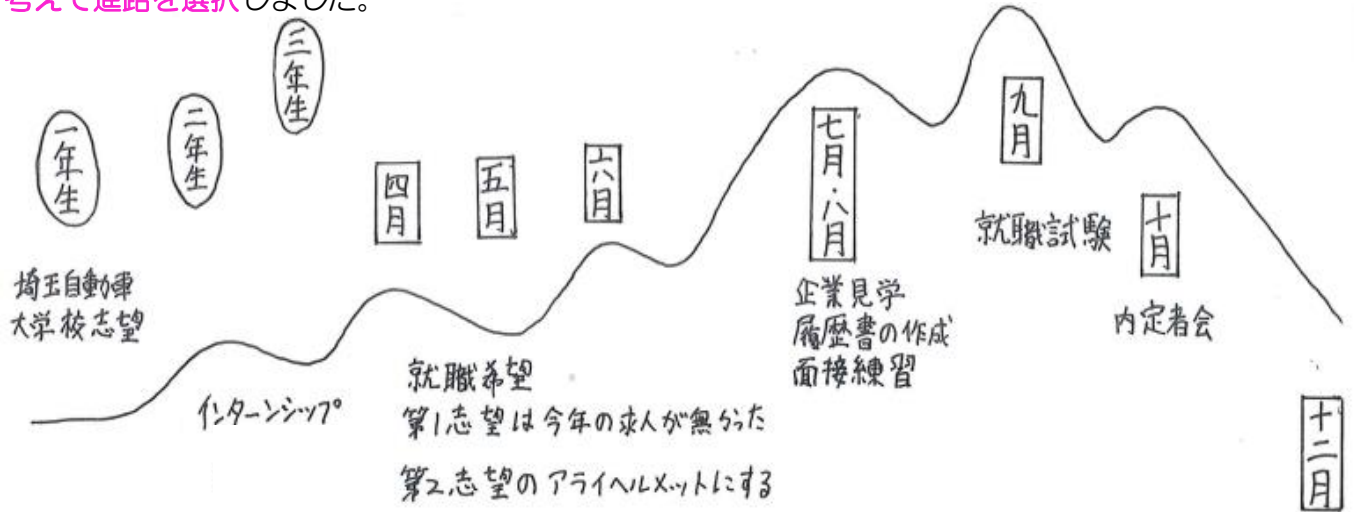 考えて進路を選択しました。
一年生
二年生
三年生
四月
五月
六月
七月・八月
九月
十月
十二月
埼玉自動車
大学校志望
インターンシップ
就職希望
第1志望は今年の求人が無かった
第2志望のアライヘルメットにする
企業見学
履歴書の作成
面接練習
就職試験
内定者会